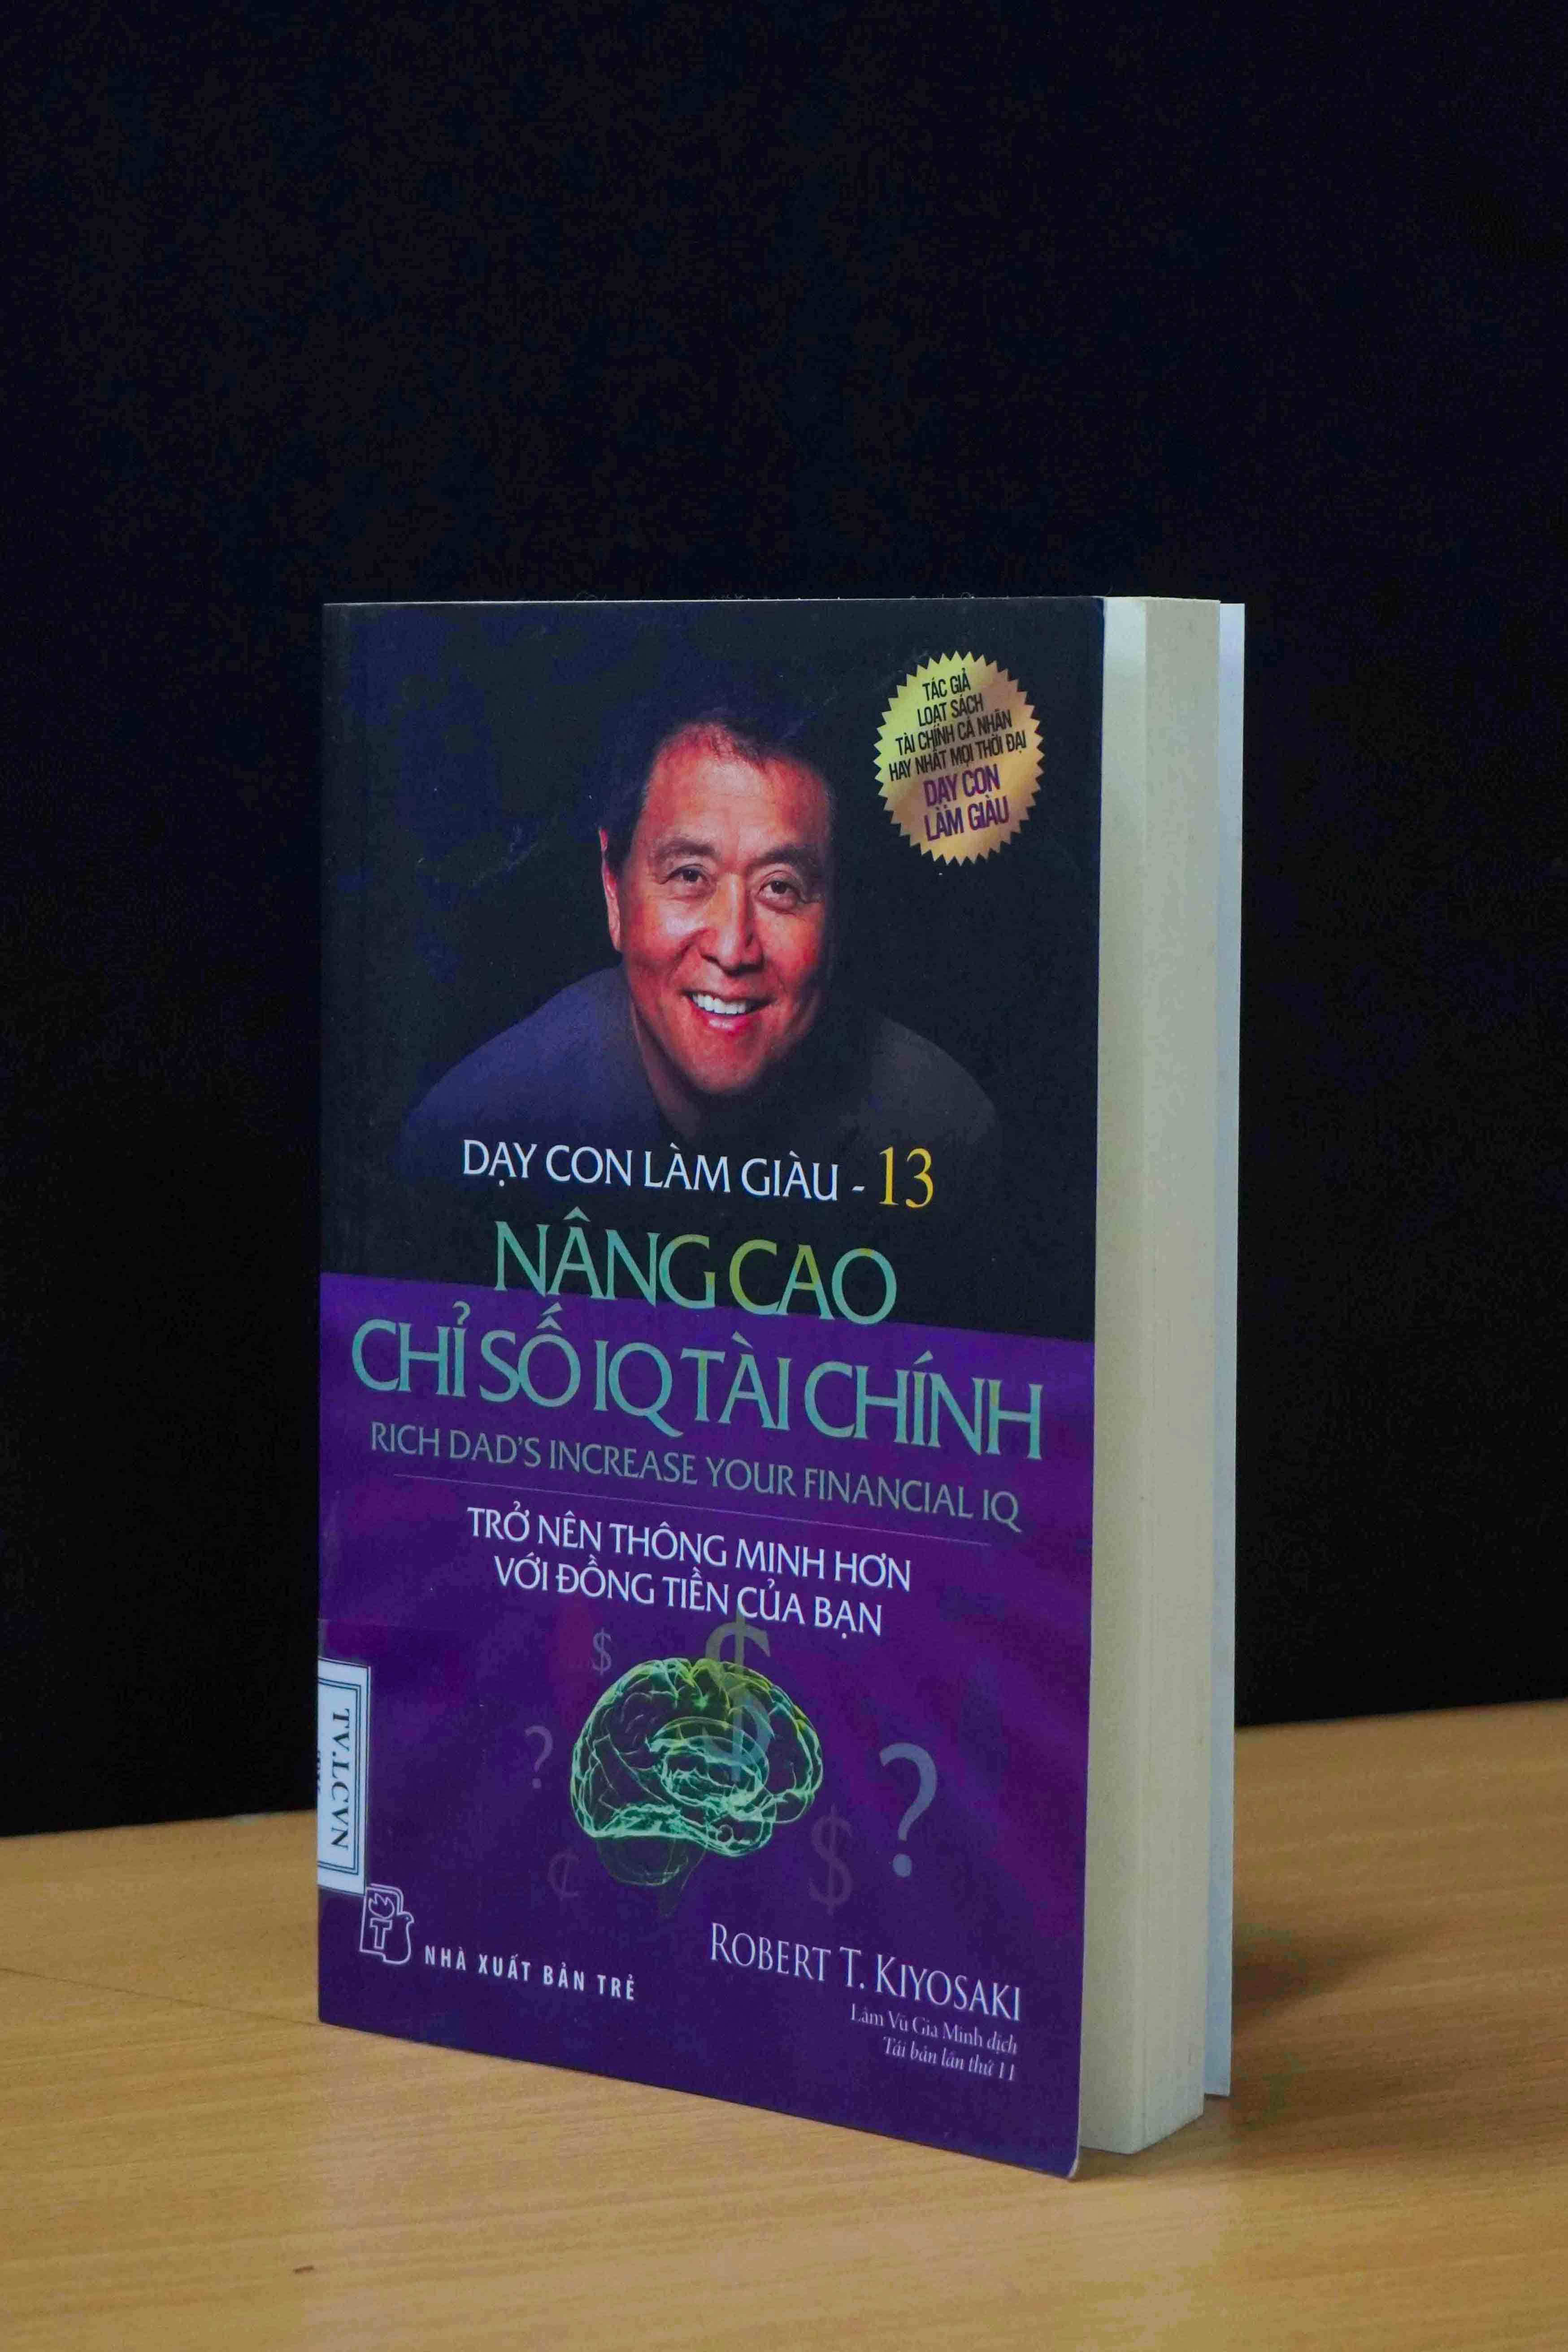 TÁC GIẢ
LOẠT SÁCH
TÀI CHÍNH CÁ NHÂN
HAY NHẤT MỌI THỜI ĐẠI
DẠY CON
LÀM GIÀU
DẠY CON LÀM GIÀU - 13
NÂNG CAO
CHỈ SỐ IQ TÀI CHÍNH
RICH DAD'S INCREASE YOUR FINANCIAL IQ
TRỞ NÊN THÔNG MINH HƠN
VỚI ĐỒNG TIỀN CỦA BẠN
$ $
? ?
$
¢
TV.LCVN
T
NHÀ XUẤT BẢN TRẺ
ROBERT T. KIYOSAKI
Lâm Vũ Gia Minh dịch
Tái bản lần thứ 11